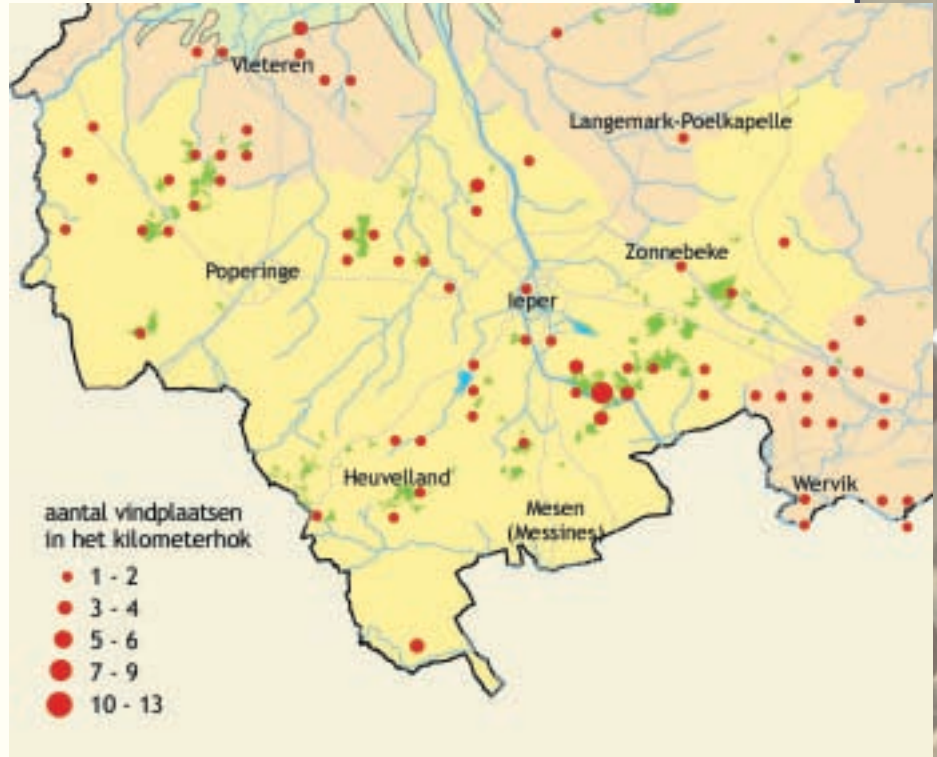 Vleteren
Langemark-Poelkapelle
Zonnebeke
Poperinge
Ieper
Heuvelland
Wervik
Mesen
(Messines)
aantal vindplaatsen
in het kilometerhok
1 - 2
3 - 4
5 - 6
7 - 9
10 - 13